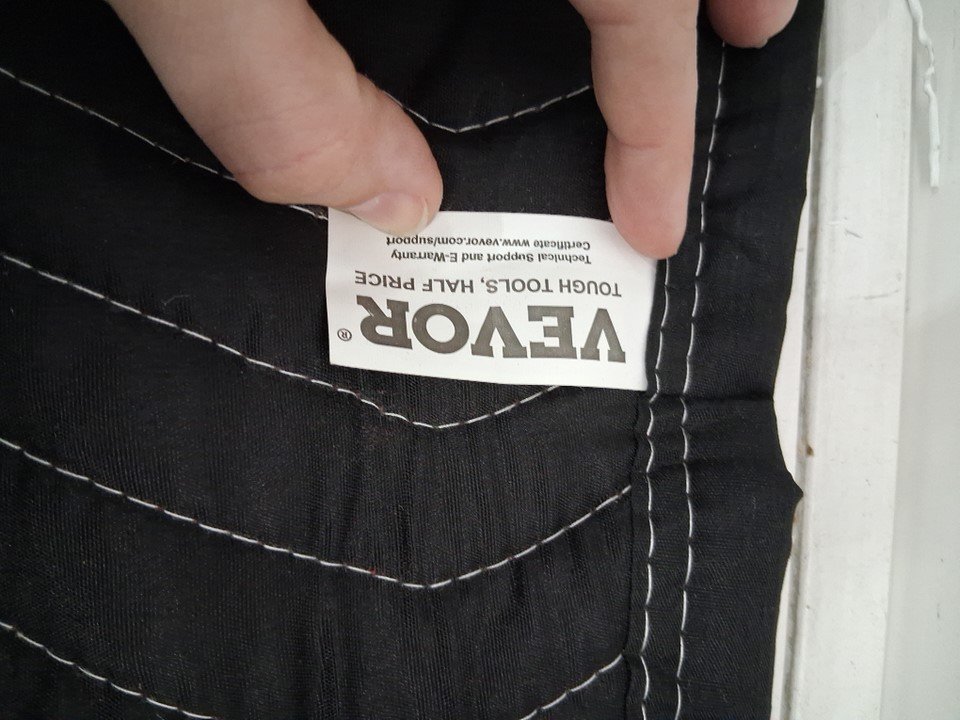 VEVOR®
TOUGH TOOLS, HALF PRICE
Technical Support and E-Warranty
Certificate www.vevor.com/support